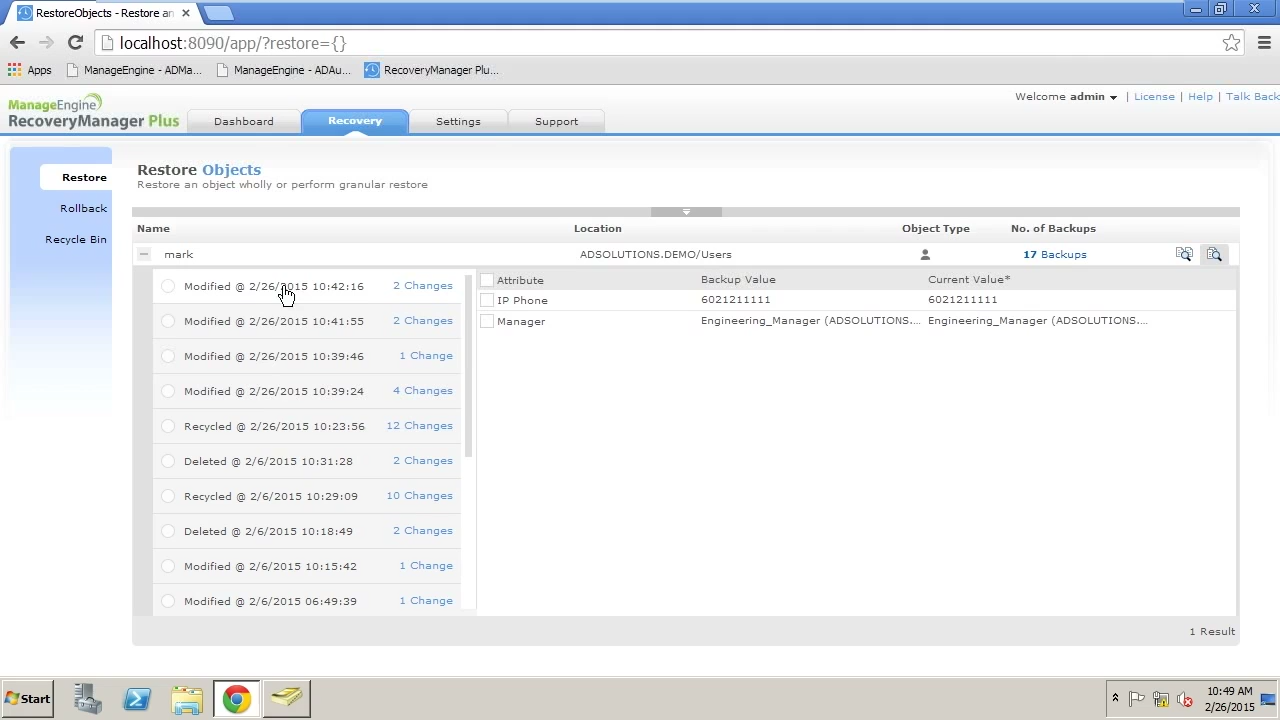 RestoreObjects - Restore an
localhost:8090/app/?restore={}
Apps ManageEngine - ADMa... ManageEngine - ADAu... RecoveryManager Plu...
Welcome admin | License | Help | Talk Back
ManageEngine
RecoveryManager Plus
Dashboard Recovery Settings Support
Restore
Rollback
Recycle Bin
Restore Objects
Restore an object wholly or perform granular restore
Name Location Object Type No. of Backups
mark ADSOLUTIONS.DEMO/Users 17 Backups
Modified @ 2/26/2015 10:42:16 2 Changes
Modified @ 2/26/2015 10:41:55 2 Changes
Modified @ 2/26/2015 10:39:46 1 Change
Modified @ 2/26/2015 10:39:24 4 Changes
Recycled @ 2/26/2015 10:23:56 12 Changes
Deleted @ 2/6/2015 10:31:28 2 Changes
Recycled @ 2/6/2015 10:29:09 10 Changes
Deleted @ 2/6/2015 10:18:49 2 Changes
Modified @ 2/6/2015 10:15:42 1 Change
Modified @ 2/6/2015 06:49:39 1 Change
Attribute Backup Value Current Value*
IP Phone 6021211111 6021211111
Manager Engineering_Manager (ADSOLUTIONS.... Engineering_Manager (ADSOLUTIONS....
1 Result
Start
10:49 AM
2/26/2015